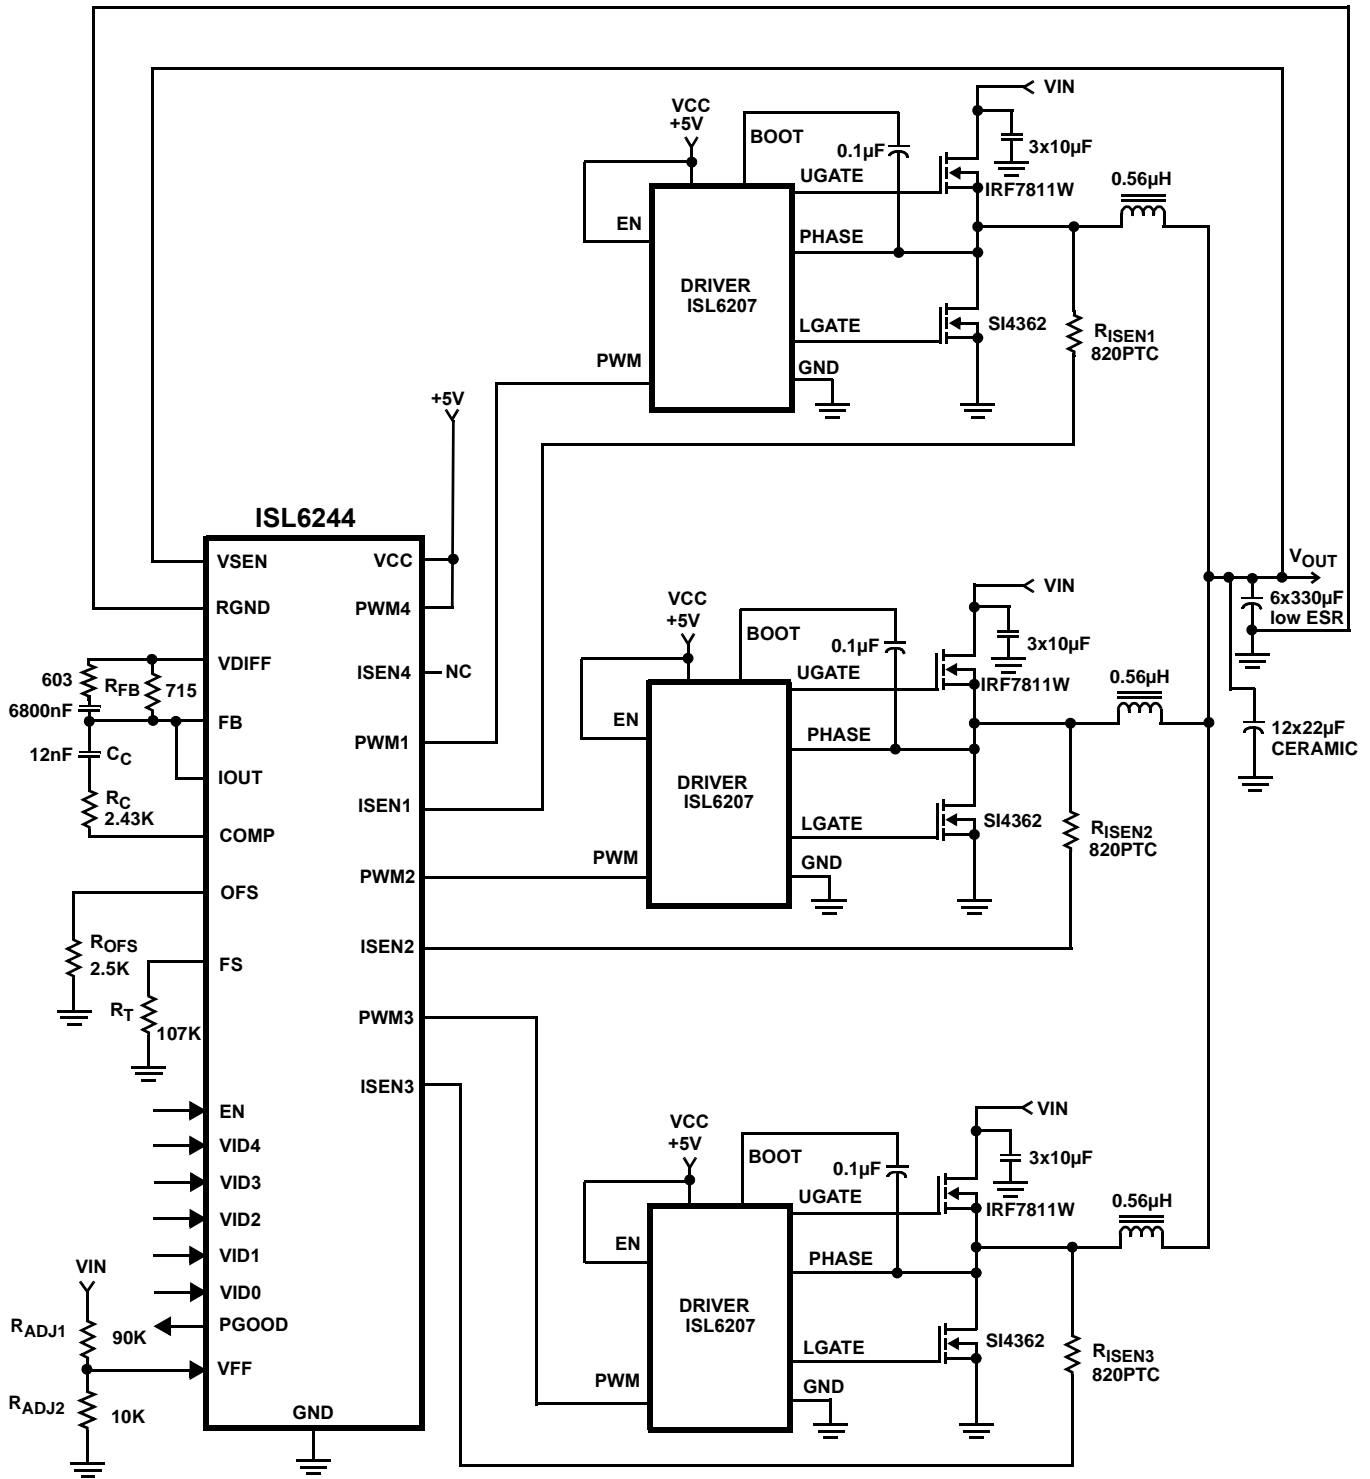 VIN
VCC
+5V
BOOT
0.1µF
3x10µF
UGATE
IRF7811W
0.56µH
EN
PHASE
DRIVER
ISL6207
LGATE
SI4362
RISEN1
820PTC
PWM
GND
+5V
ISL6244
VSEN
VCC
RGND
PWM4
VDIFF
ISEN4
NC
603
RFB
715
6800nF
FB
PWM1
12nF
CC
IOUT
ISEN1
RC
2.43K
COMP
PWM2
OFS
ROFS
2.5K
ISEN2
FS
RT
107K
PWM3
ISEN3
EN
VID4
VID3
VID2
VID1
VID0
PGOOD
VFF
GND
VIN
RADJ1
90K
RADJ2
10K
VIN
VCC
+5V
BOOT
0.1µF
3x10µF
UGATE
IRF7811W
0.56µH
EN
PHASE
DRIVER
ISL6207
LGATE
SI4362
RISEN2
820PTC
PWM
GND
VOUT
6x330µF
low ESR
12x22µF
CERAMIC
VIN
VCC
+5V
BOOT
0.1µF
3x10µF
UGATE
IRF7811W
0.56µH
EN
PHASE
DRIVER
ISL6207
LGATE
SI4362
RISEN3
820PTC
PWM
GND